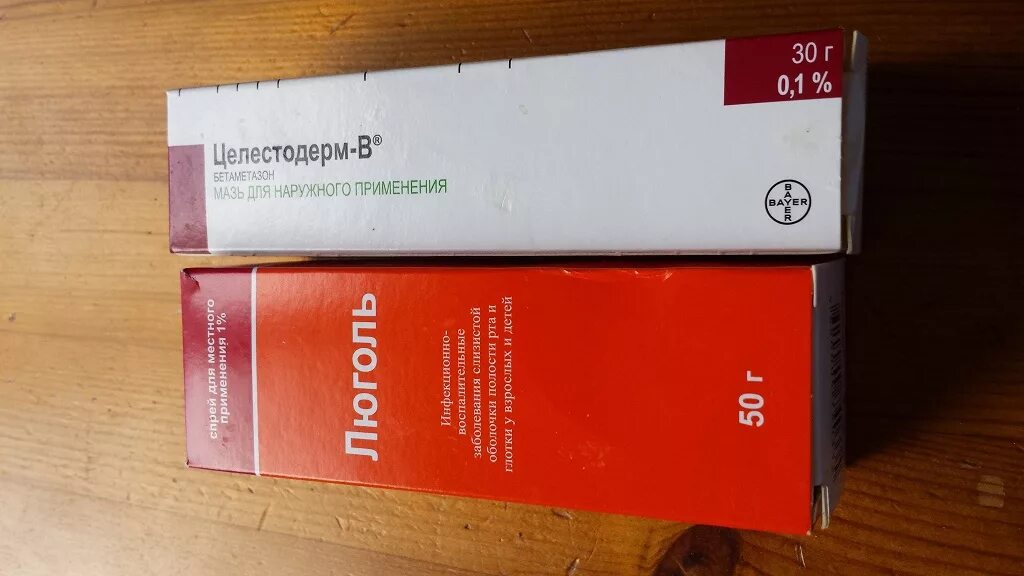 30 г
0,1 %
Целестодерм-В®
БЕТАМЕТАЗОН
МАЗЬ ДЛЯ НАРУЖНОГО ПРИМЕНЕНИЯ
BAYER
BAYER
спрей для местного
применения 1%
Люголь
Инфекционно-
воспалительные
заболевания слизистой
оболочки полости рта и
глотки у взрослых и детей
50 г